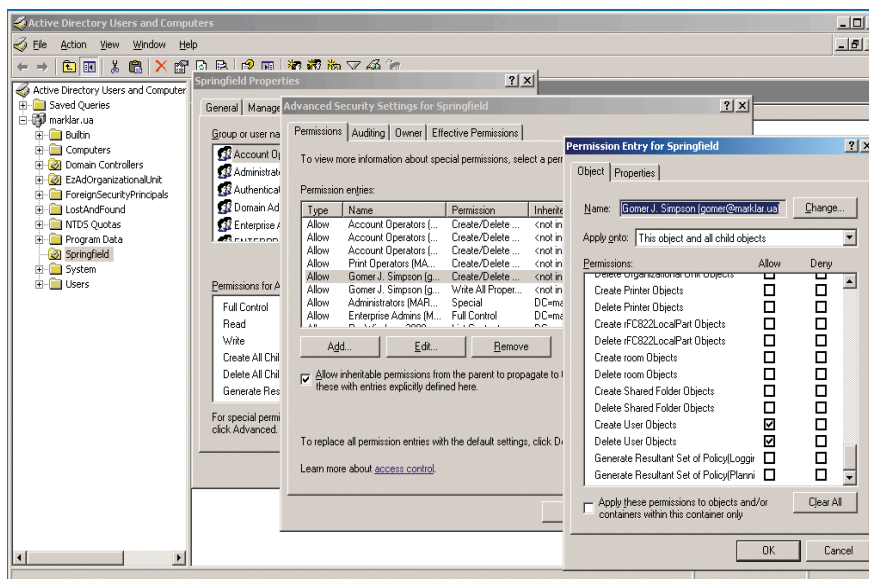 Active Directory Users and Computers
File Action View Window Help
Active Directory Users and Computer
Saved Queries
marklar.ua
Builtin
Computers
Domain Controllers
EzAdOrganizationalUnit
ForeignSecurityPrincipals
LostAndFound
NTDS Quotas
Program Data
Springfield
System
Users
Springfield Properties
General Manage
Group or user na
Account Op
Administrat
Authenticat
Domain Ad
Enterprise A
Permissions for A
Full Control
Read
Write
Create All Chil
Delete All Chil
Generate Res
For special permi
click Advanced.
Advanced Security Settings for Springfield
Permissions Auditing Owner Effective Permissions
To view more information about special permissions, select a perm
Permission entries:
Type Name Permission Inherite
Allow Account Operators (... Create/Delete ... <not in
Allow Account Operators (... Create/Delete ... <not in
Allow Account Operators (... Create/Delete ... <not in
Allow Print Operators (MA... Create/Delete ... <not in
Allow Gomer J. Simpson (g... Create/Delete ... <not in
Allow Gomer J. Simpson (g... Write All Proper... <not in
Allow Administrators (MAR... Special DC=ma
Allow Enterprise Admins (M... Full Control DC=ma
Add... Edit... Remove
Allow inheritable permissions from the parent to propagate to
these with entries explicitly defined here.
To replace all permission entries with the default settings, click D
Learn more about access control.
Permission Entry for Springfield
Object Properties
Name: Gomer J. Simpson (gomer@marklar.ua) Change...
Apply onto: This object and all child objects
Permissions: Allow Deny
Delete Organizational Unit Objects
Create Printer Objects
Delete Printer Objects
Create rFC822LocalPart Objects
Delete rFC822LocalPart Objects
Create room Objects
Delete room Objects
Create Shared Folder Objects
Delete Shared Folder Objects
Create User Objects
Delete User Objects
Generate Resultant Set of Policy(Loggir
Generate Resultant Set of Policy(Planni
Apply these permissions to objects and/or
containers within this container only
Clear All
OK Cancel